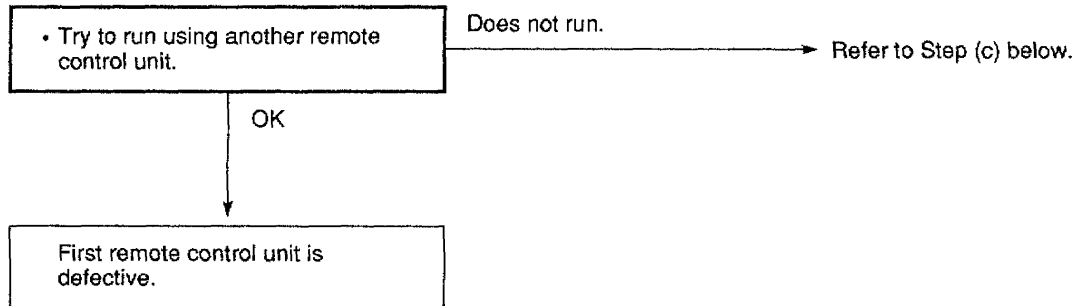 • Try to run using another remote
control unit.
Does not run.
Refer to Step (c) below.
OK
First remote control unit is
defective.